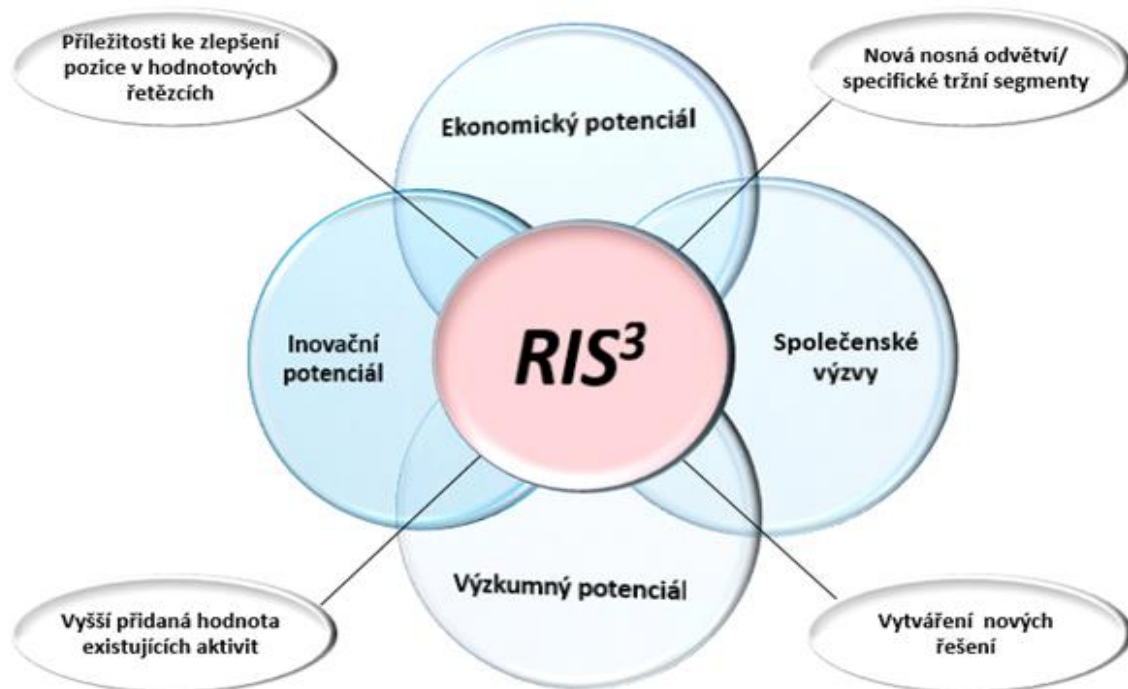 Příležitosti ke zlepšení
pozice v hodnotových
řetězcích
Nová nosná odvětví/
specifické tržní segmenty
Ekonomický potenciál
Inovační
potenciál
RIS³
Společenské
výzvy
Výzkumný potenciál
Vyšší přidaná hodnota
existujících aktivit
Vytváření nových
řešení